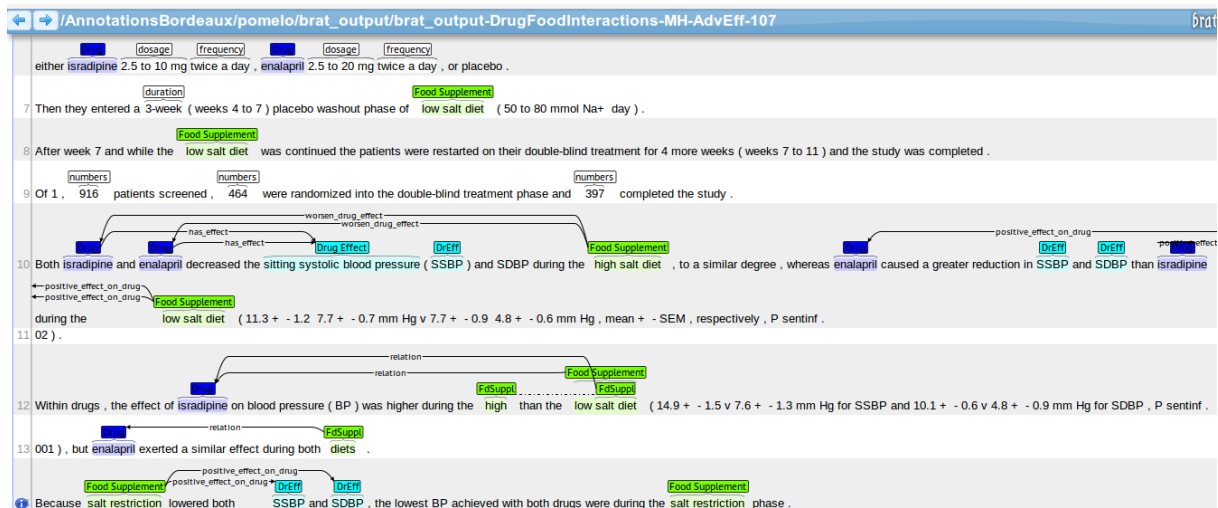 /AnnotationsBordeaux/pomelo/brat_output/brat_output-DrugFoodInteractions-MH-AdvEff-107 brat
Drug dosage frequency Drug dosage frequency
either isradipine 2.5 to 10 mg twice a day , enalapril 2.5 to 20 mg twice a day , or placebo .
duration Food Supplement
7 Then they entered a 3-week ( weeks 4 to 7 ) placebo washout phase of low salt diet ( 50 to 80 mmol Na+ day ) .
Food Supplement
8 After week 7 and while the low salt diet was continued the patients were restarted on their double-blind treatment for 4 more weeks ( weeks 7 to 11 ) and the study was completed .
numbers numbers numbers
9 Of 1 , 916 patients screened , 464 were randomized into the double-blind treatment phase and 397 completed the study .
worsen_drug_effect
worsen_drug_effect
has_effect positive_effect_on_drug
has_effect
Drug Drug Drug Effect DrEff Food Supplement Drug DrEff DrEff Drug
10 Both isradipine and enalapril decreased the sitting systolic blood pressure ( SSBP ) and SDBP during the high salt diet , to a similar degree , whereas enalapril caused a greater reduction in SSBP and SDBP than isradipine
positive_effect_on_drug
positive_effect_on_drug Food Supplement
during the low salt diet ( 11.3 + - 1.2 7.7 + - 0.7 mm Hg v 7.7 + - 0.9 4.8 + - 0.6 mm Hg , mean + - SEM , respectively , P sentinf .
11 02 ) .
relation
relation Food Supplement
Drug FdSuppl FdSuppl
12 Within drugs , the effect of isradipine on blood pressure ( BP ) was higher during the high than the low salt diet ( 14.9 + - 1.5 v 7.6 + - 1.3 mm Hg for SSBP and 10.1 + - 0.6 v 4.8 + - 0.9 mm Hg for SDBP , P sentinf .
Drug relation FdSuppl
13 001 ) , but enalapril exerted a similar effect during both diets .
positive_effect_on_drug
Food Supplement positive_effect_on_drug DrEff DrEff Food Supplement
Because salt restriction lowered both SSBP and SDBP , the lowest BP achieved with both drugs were during the salt restriction phase .